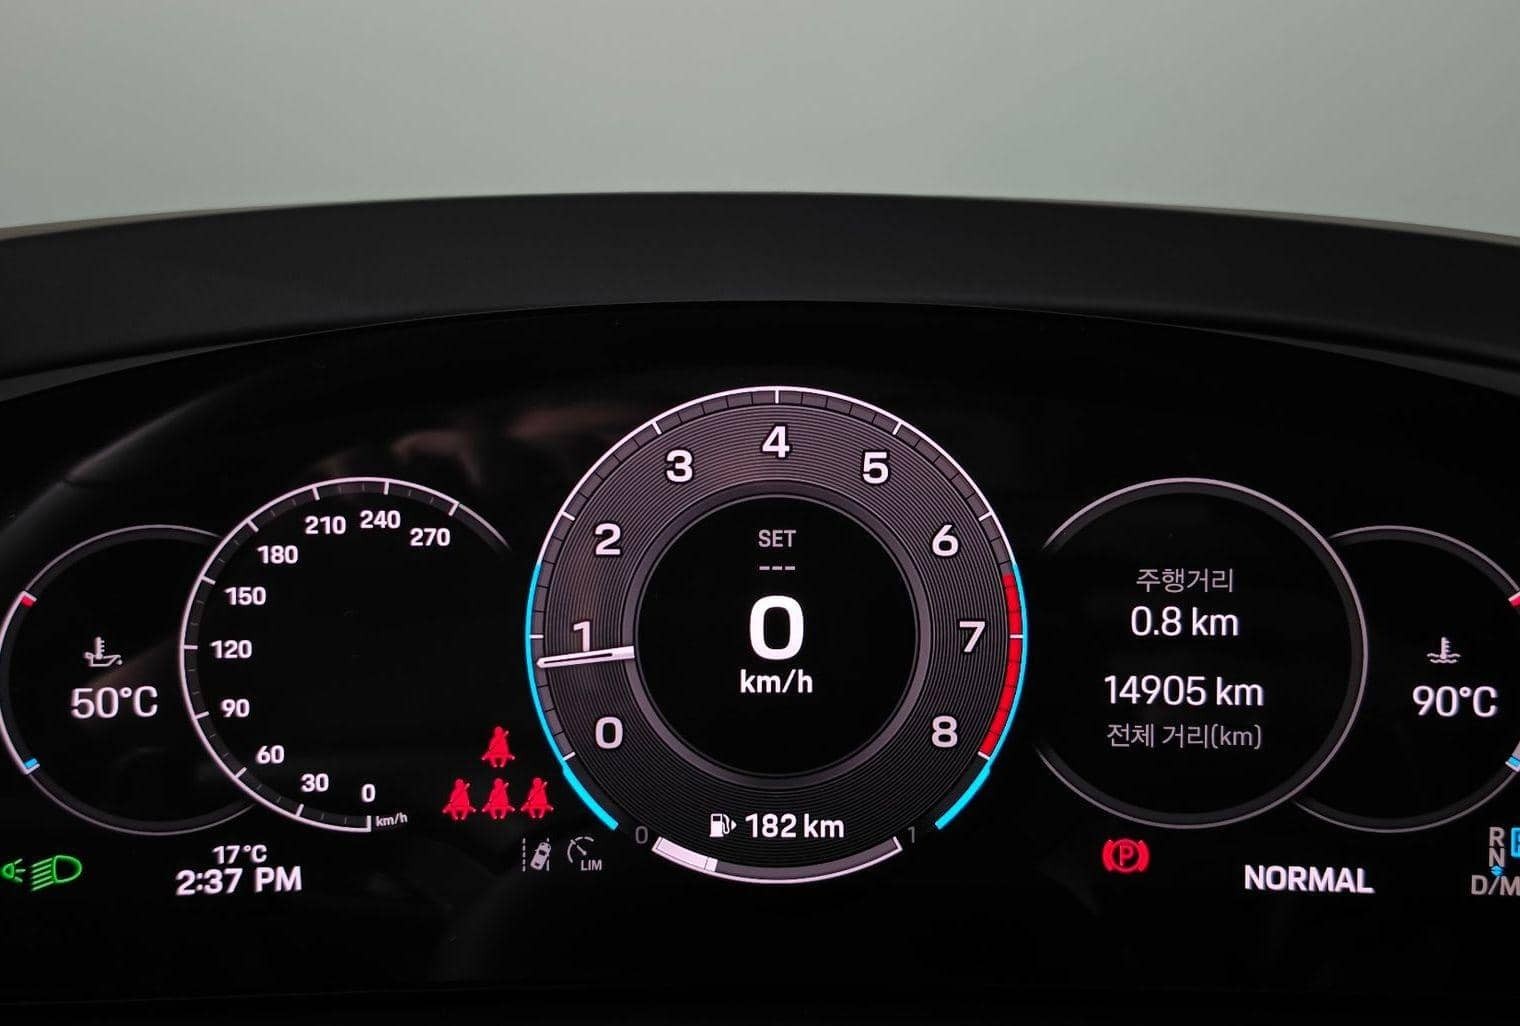 50°C
210 240 270
180
150
120
90
60
30
0
km/h
17°C
2:37 PM
LIM
4
3 5
2 6
1 7
0 8
SET
---
0
km/h
182 km
0 1
주행거리
0.8 km
14905 km
전체 거리(km)
P
NORMAL
90°C
R
N
D/M